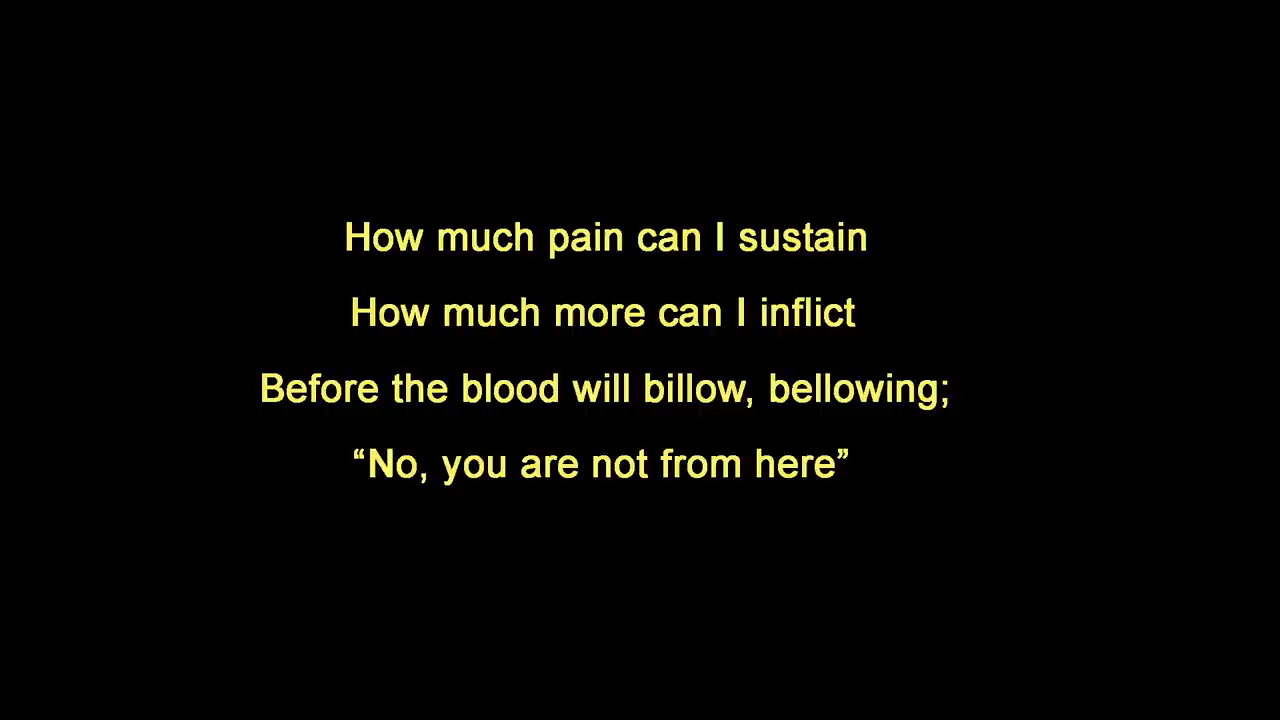 How much pain can I sustain
How much more can I inflict
Before the blood will billow, bellowing;
“No, you are not from here”